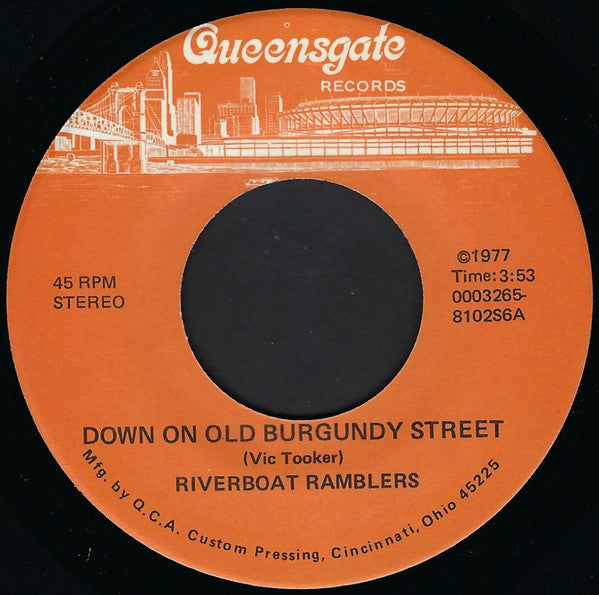 Queensgate
RECORDS
45 RPM
STEREO
©1977
Time: 3:53
0003265-
8102S6A
DOWN ON OLD BURGUNDY STREET
(Vic Tooker)
RIVERBOAT RAMBLERS
Mfg. by Q.C.A. Custom Pressing, Cincinnati, Ohio 45225